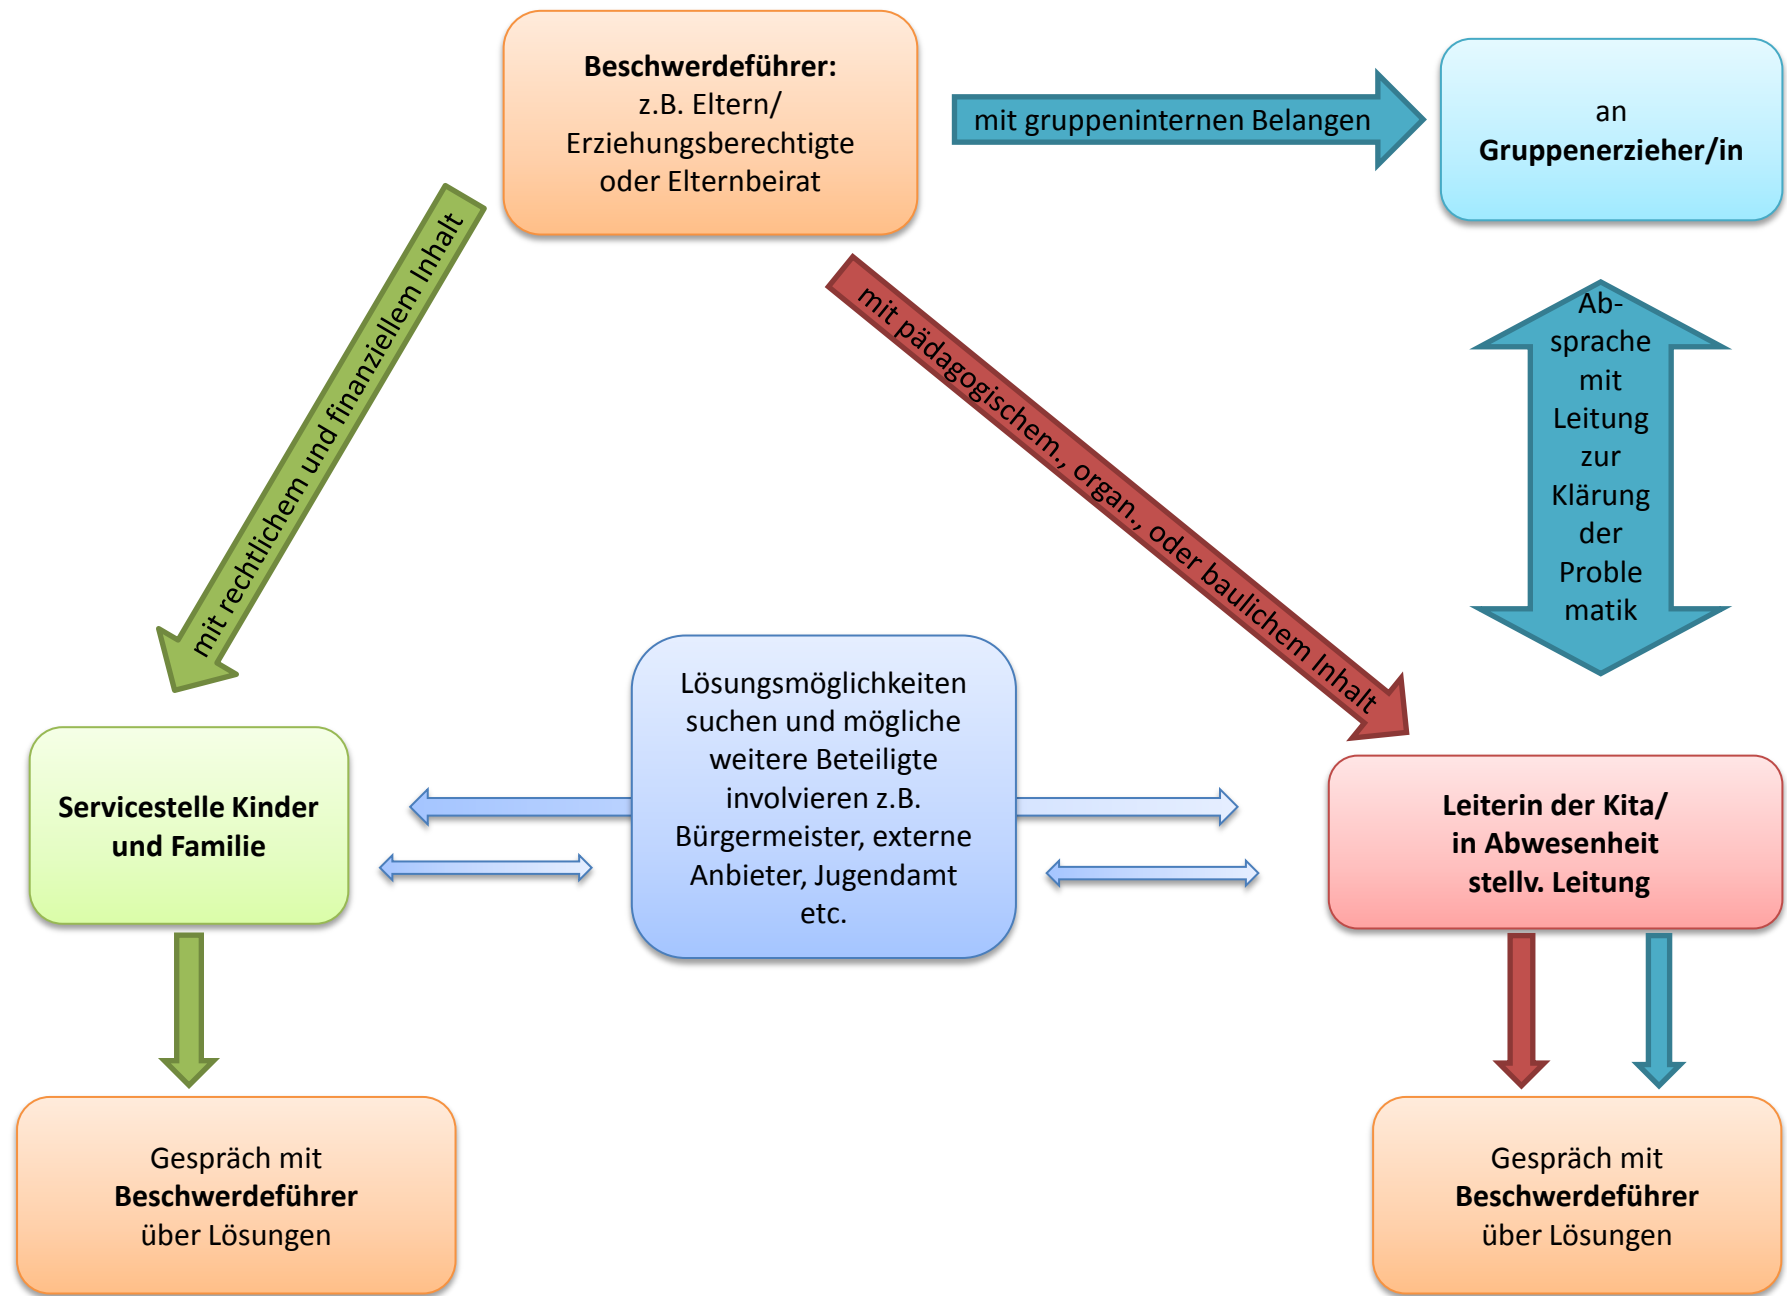 Beschwerdeführer:
z.B. Eltern/
Erziehungsberechtigte
oder Elternbeirat
mit gruppeninternen Belangen
an
Gruppenerzieher/in
mit rechtlichem und finanziellem Inhalt
mit pädagogischem., organ., oder baulichem Inhalt
Ab-
sprache
mit
Leitung
zur
Klärung
der
Proble
matik
Servicestelle Kinder
und Familie
Lösungsmöglichkeiten
suchen und mögliche
weitere Beteiligte
involvieren z.B.
Bürgermeister, externe
Anbieter, Jugendamt
etc.
Leiterin der Kita/
in Abwesenheit
stellv. Leitung
Gespräch mit
Beschwerdeführer
über Lösungen
Gespräch mit
Beschwerdeführer
über Lösungen